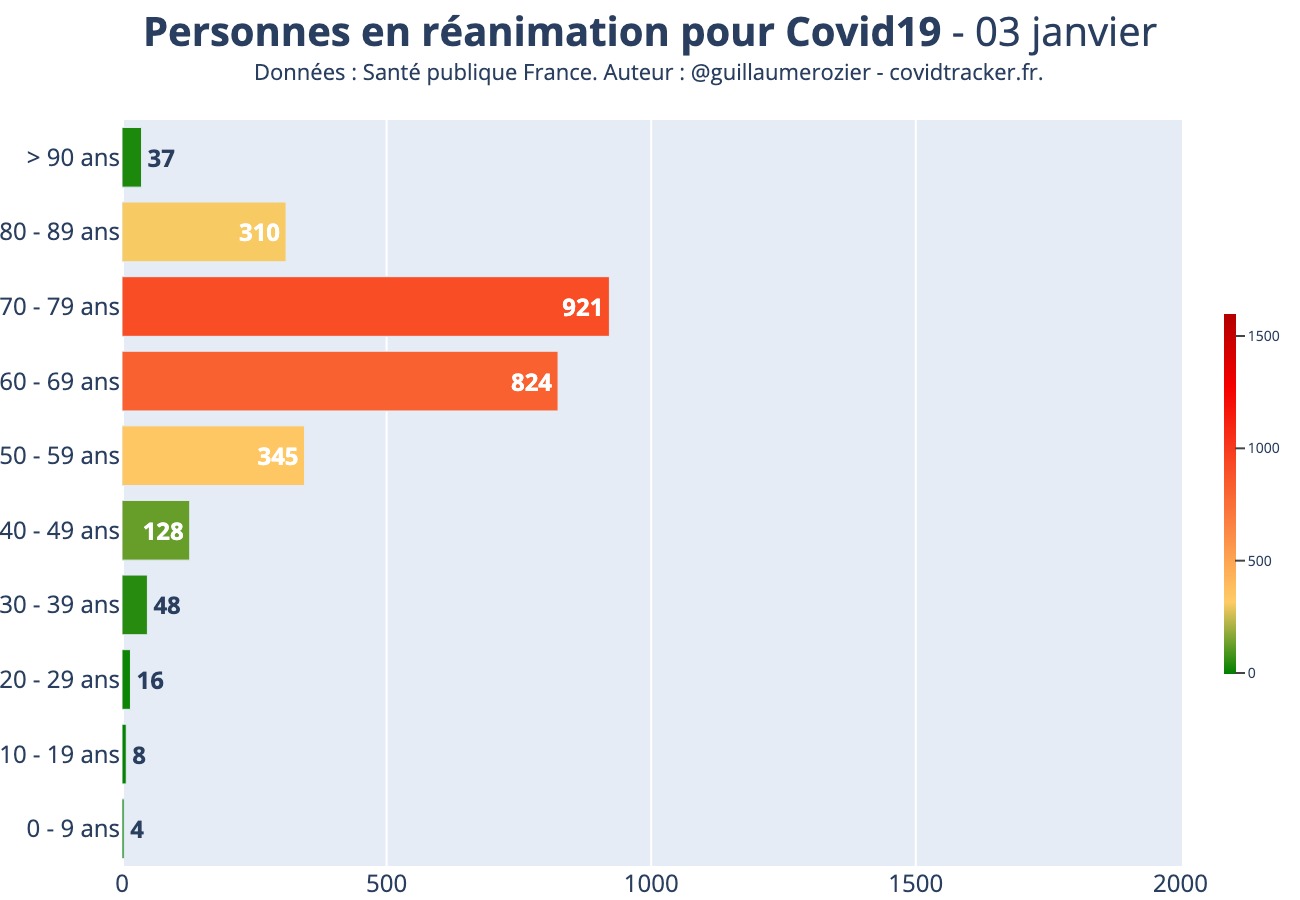 Personnes en réanimation pour Covid19 - 03 janvier
Données : Santé publique France. Auteur : @guillaumerozier - covidtracker.fr.
> 90 ans 37
80 - 89 ans 310
70 - 79 ans 921
60 - 69 ans 824
50 - 59 ans 345
40 - 49 ans 128
30 - 39 ans 48
20 - 29 ans 16
10 - 19 ans 8
0 - 9 ans 4
0 500 1000 1500 2000
1500
1000
500
0